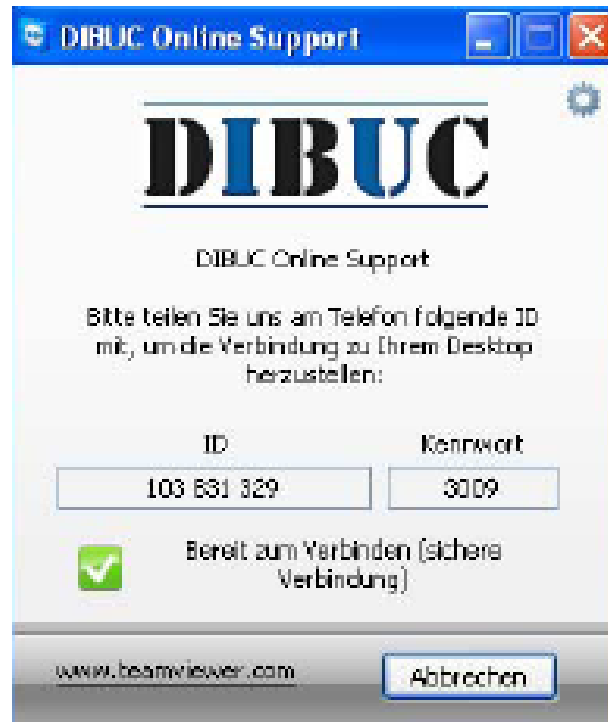 DIBUC Online Support
DIBUC
DIBUC Online Support
Bitte teilen Sie uns am Telefon folgende ID
mit, um die Verbindung zu Ihrem Desktop
herzustellen:
ID Kennwort
103 831 329 3009
Bereit zum Verbinden (sichere
Verbindung)
www.teamviewer.com Abbrechen